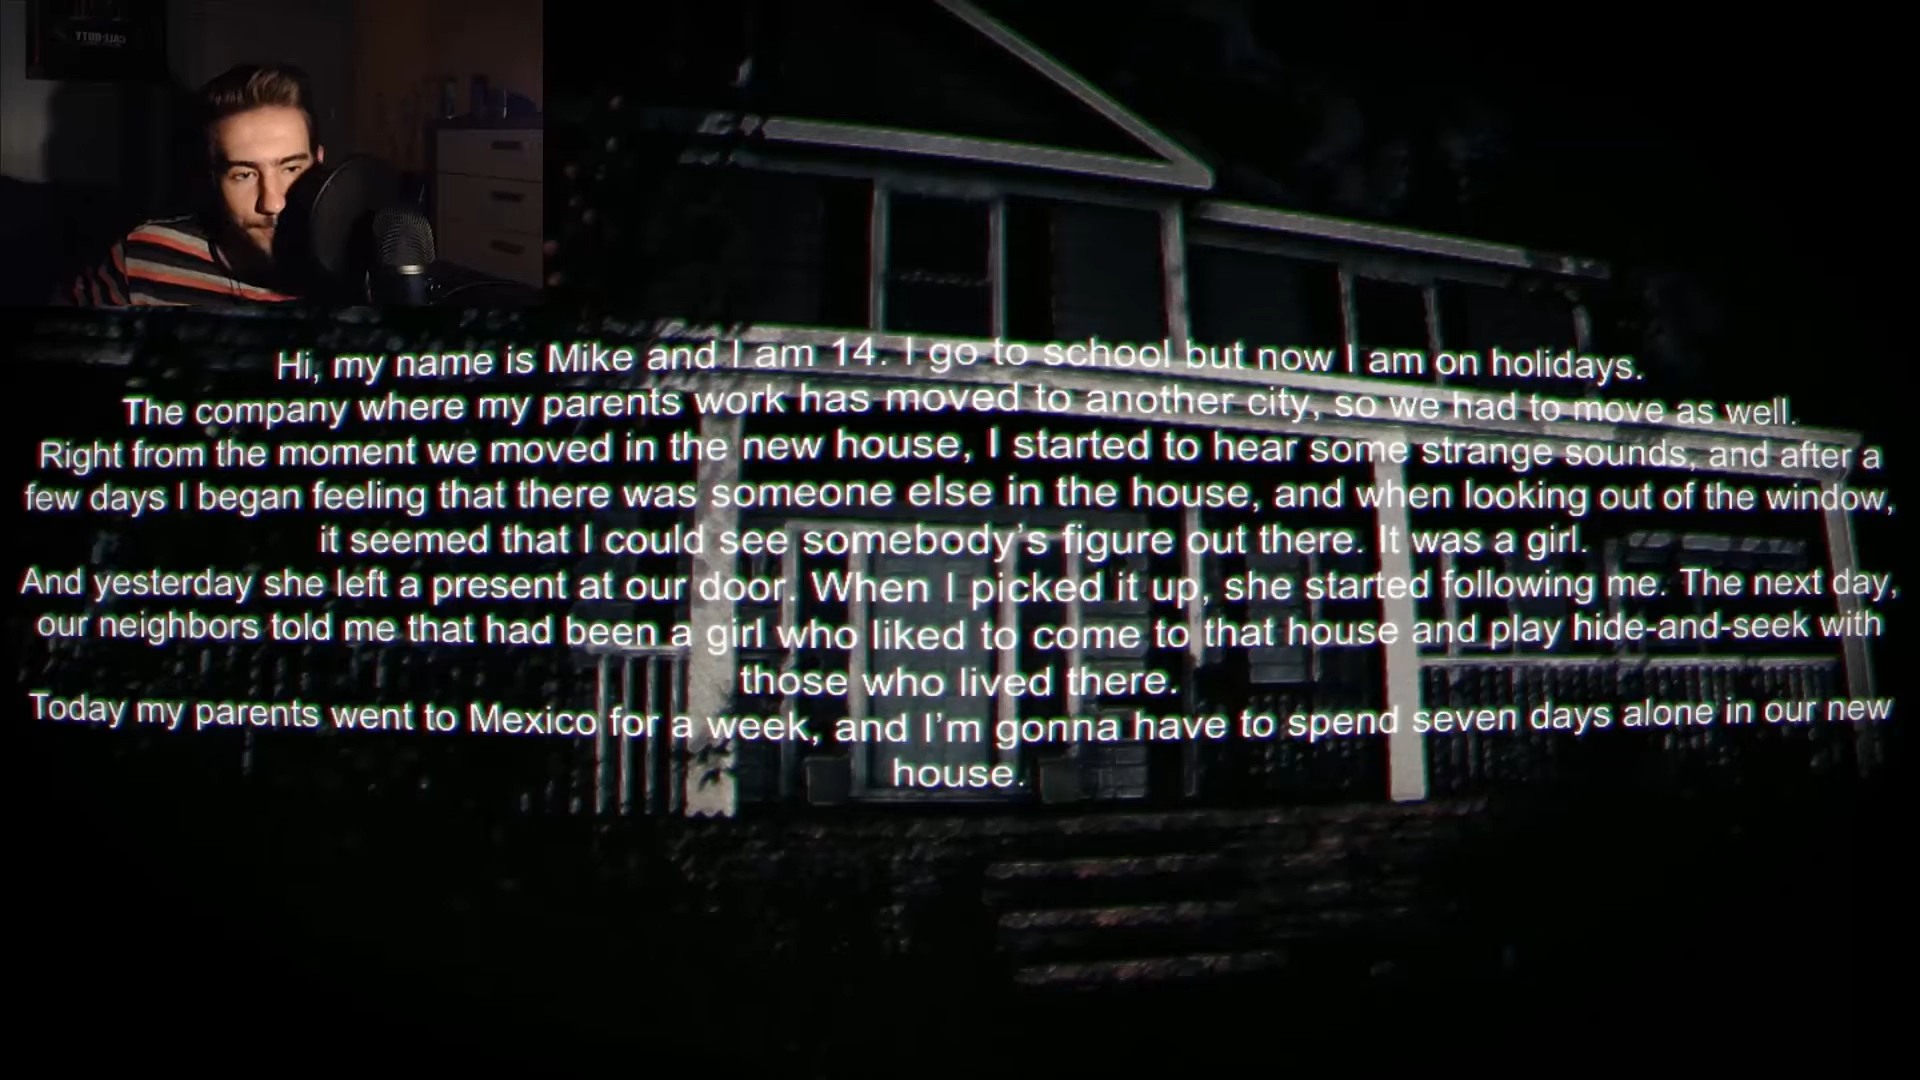 CALL·DUTY
Hi, my name is Mike and I am 14. I go to school but now I am on holidays.
The company where my parents work has moved to another city, so we had to move as well.
Right from the moment we moved in the new house, I started to hear some strange sounds, and after a
few days I began feeling that there was someone else in the house, and when looking out of the window,
it seemed that I could see somebody’s figure out there. It was a girl.
And yesterday she left a present at our door. When I picked it up, she started following me. The next day,
our neighbors told me that had been a girl who liked to come to that house and play hide-and-seek with
those who lived there.
Today my parents went to Mexico for a week, and I’m gonna have to spend seven days alone in our new
house.